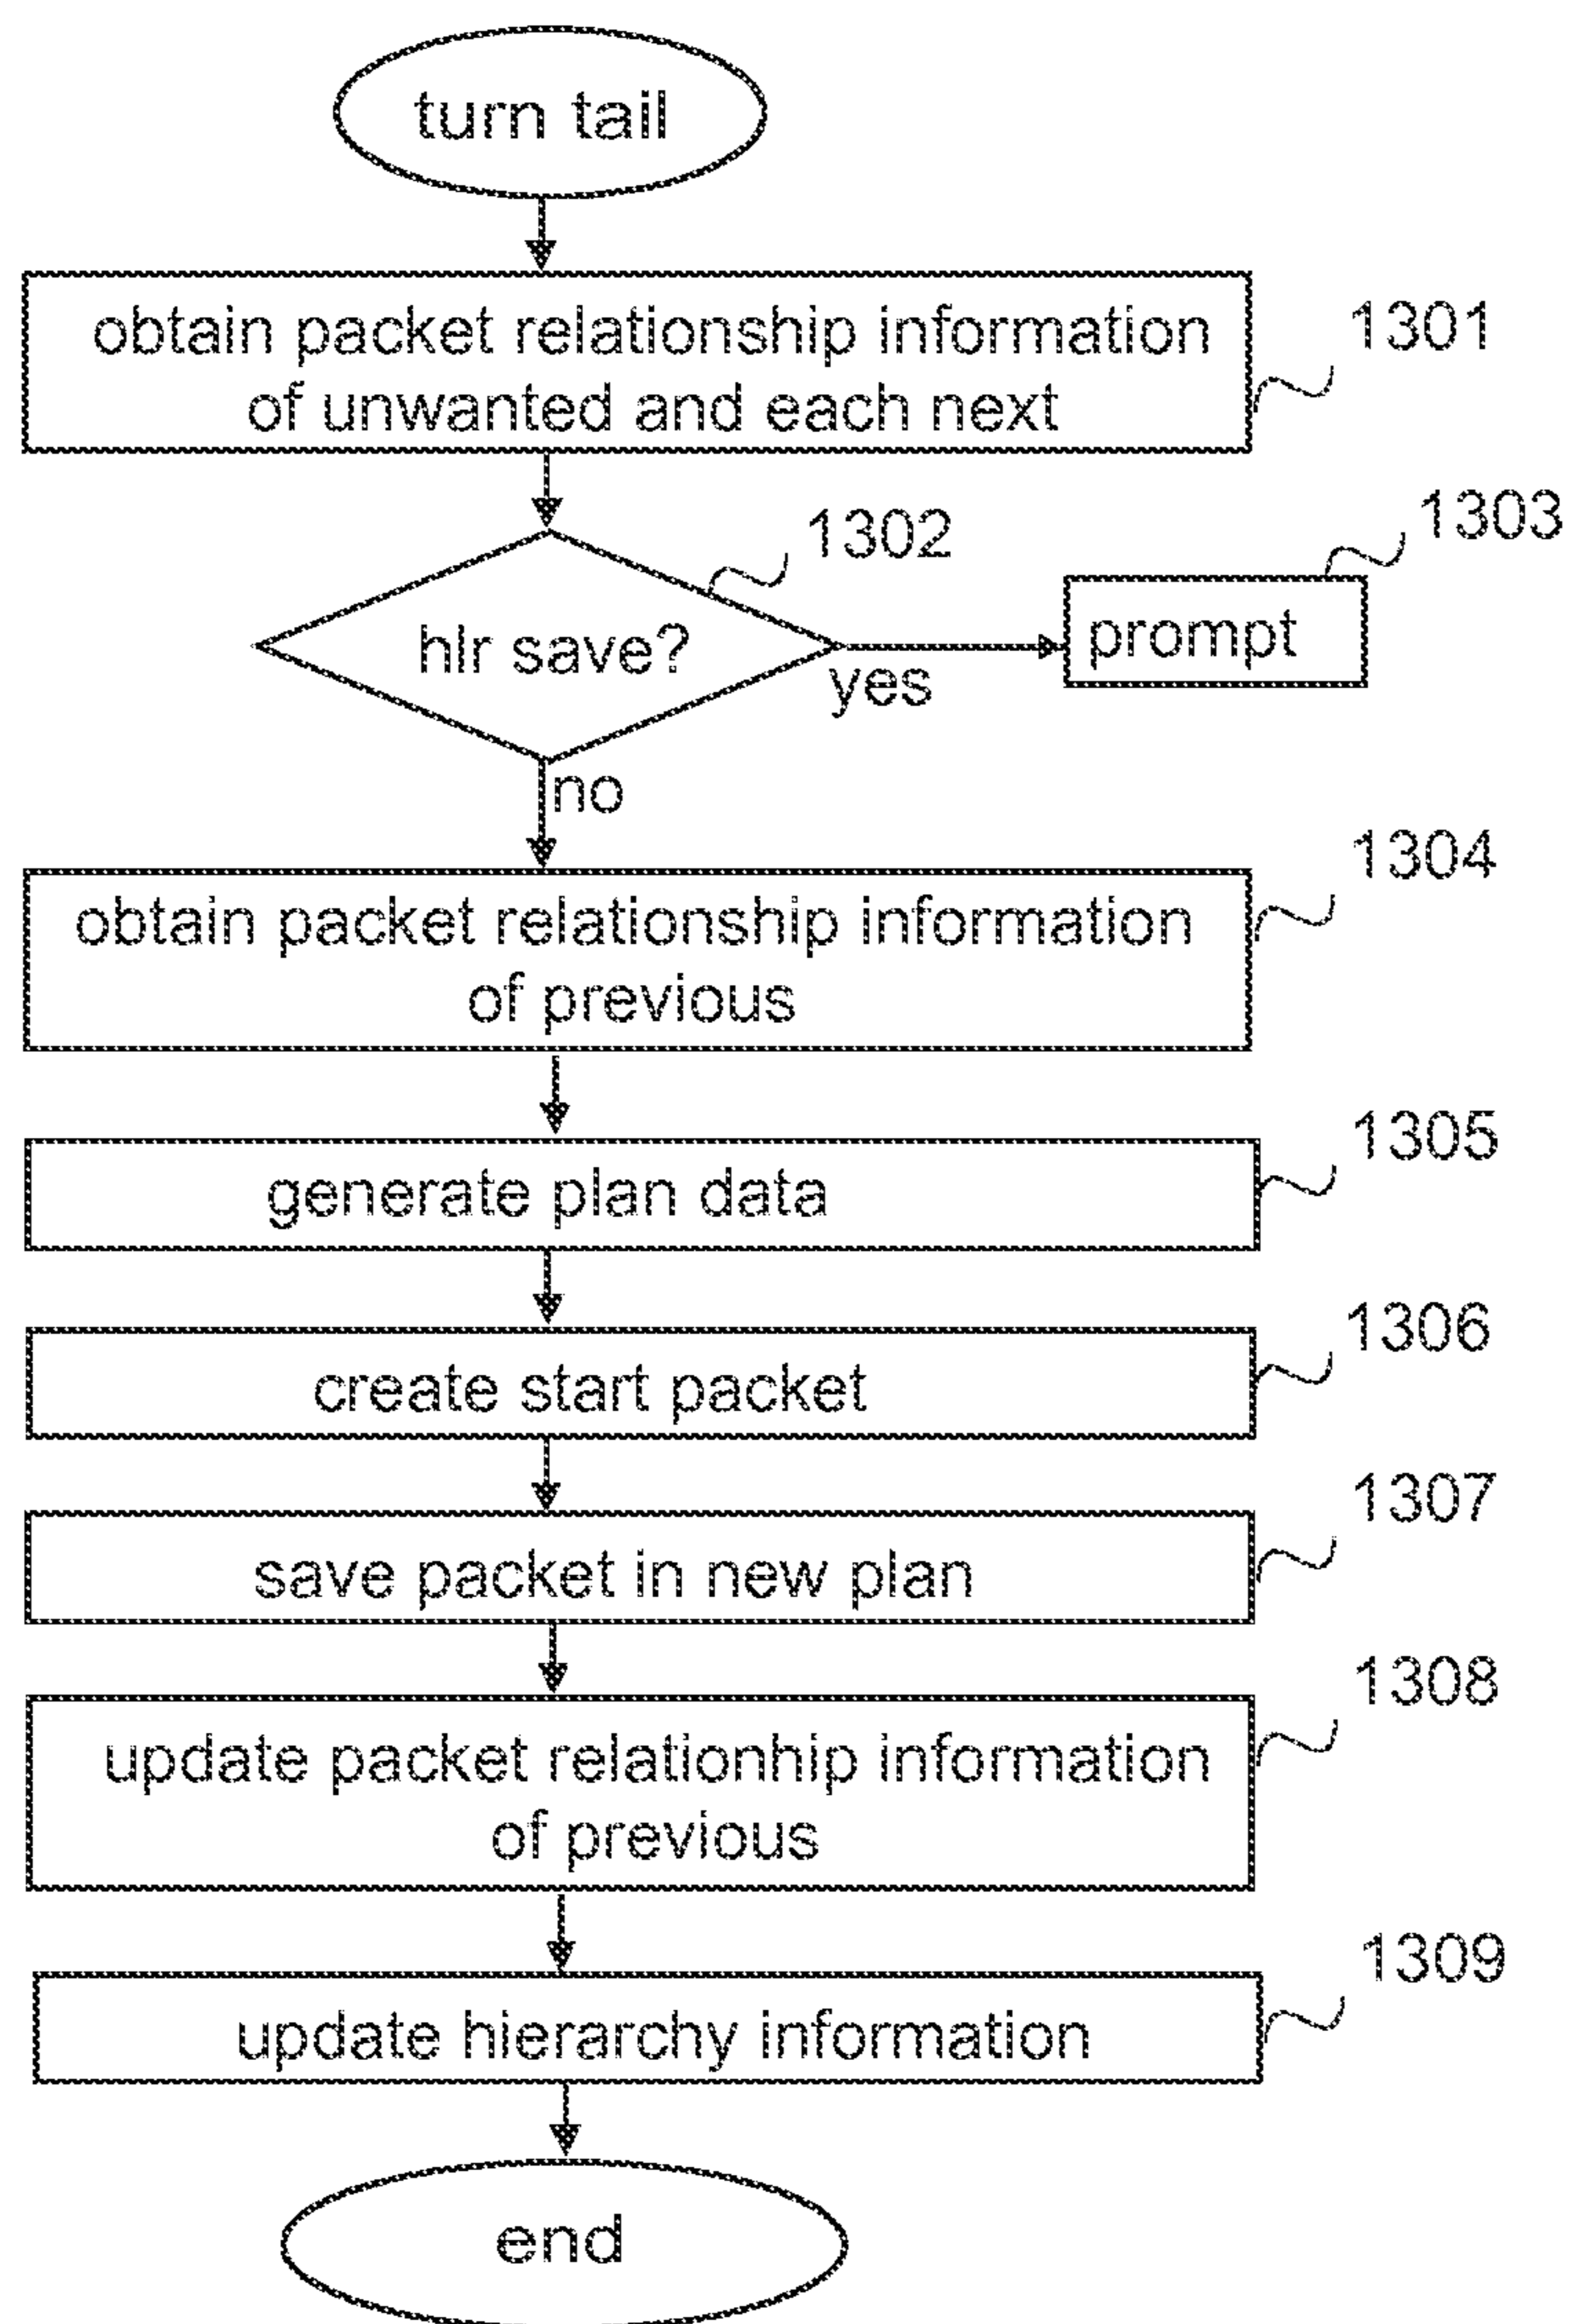 turn tail
obtain packet relationship information
of unwanted and each next
1301
1302
hlr save?
yes
1303
prompt
no
1304
obtain packet relationship information
of previous
1305
generate plan data
1306
create start packet
1307
save packet in new plan
1308
update packet relationhip information
of previous
1309
update hierarchy information
end